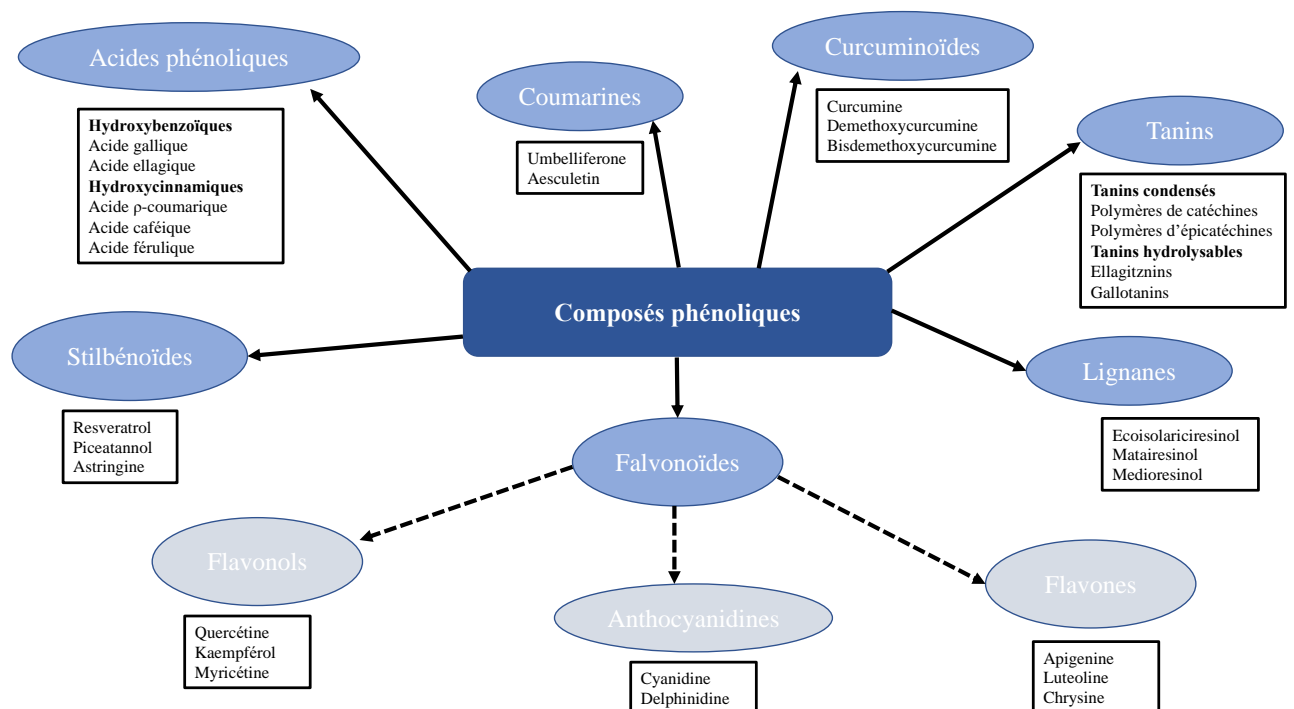 Acides phénoliques
Hydroxybenzoïques
Acide gallique
Acide ellagique
Hydroxycinnamiques
Acide ρ-coumarique
Acide caféique
Acide férulique
Coumarines
Umbelliferone
Aesculetin
Curcuminoïdes
Curcumine
Demethoxycurcumine
Bisdemethoxycurcumine
Tanins
Tanins condensés
Polymères de catéchines
Polymères d’épicatéchines
Tanins hydrolysables
Ellagitznins
Gallotanins
Composés phénoliques
Stilbénoïdes
Resveratrol
Piceatannol
Astringine
Lignanes
Ecoisolariciresinol
Matairesinol
Medioresinol
Falvonoïdes
Flavonols
Quercétine
Kaempférol
Myricétine
Anthocyanidines
Cyanidine
Delphinidine
Flavones
Apigenine
Luteoline
Chrysine